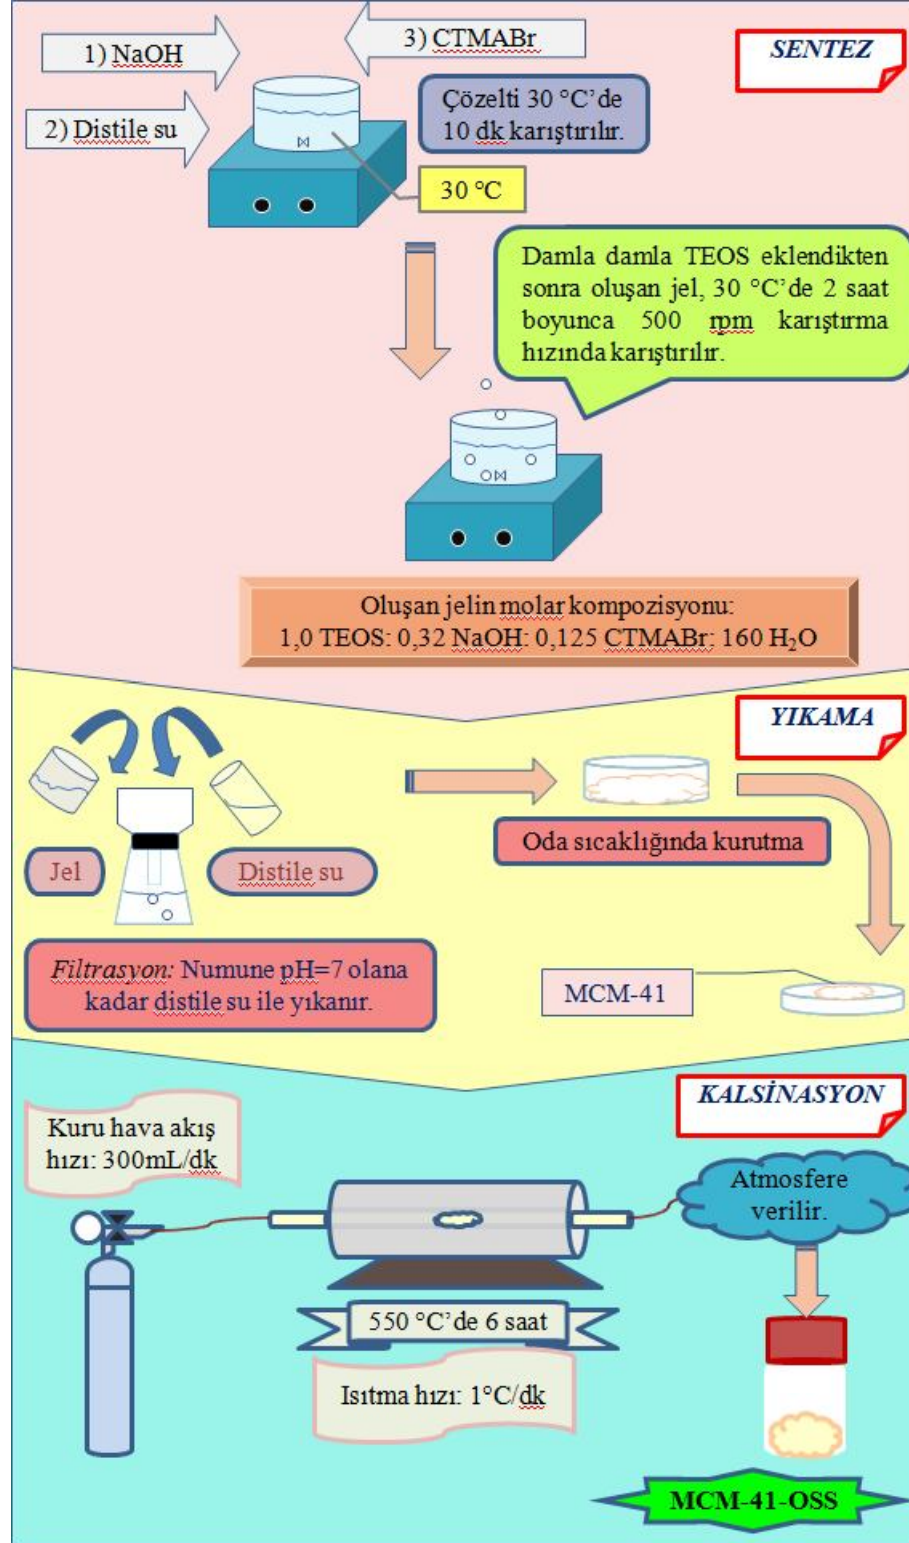 SENTEZ
1) NaOH
3) CTMABr
2) Distile su
Çözelti 30 °C'de
10 dk karıştırılır.
30 °C
Damla damla TEOS eklendikten
sonra oluşan jel, 30 °C'de 2 saat
boyunca 500 rpm karıştırma
hızında karıştırılır.
Oluşan jelin molar kompozisyonu:
1,0 TEOS: 0,32 NaOH: 0,125 CTMABr: 160 H₂O
YIKAMA
Jel
Distile su
Oda sıcaklığında kurutma
Filtrasyon: Numune pH=7 olana
kadar distile su ile yıkanır.
MCM-41
KALSİNASYON
Kuru hava akış
hızı: 300mL/dk
Atmosfere
verilir.
550 °C'de 6 saat
Isıtma hızı: 1°C/dk
MCM-41-OSS